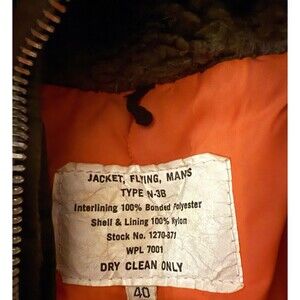 JACKET, FLYING, MANS
TYPE N-3B
Interlining 100% Bonded Polyester
Shell & Lining 100% Nylon
Stock No. 1270-871
WPL 7001
DRY CLEAN ONLY
40